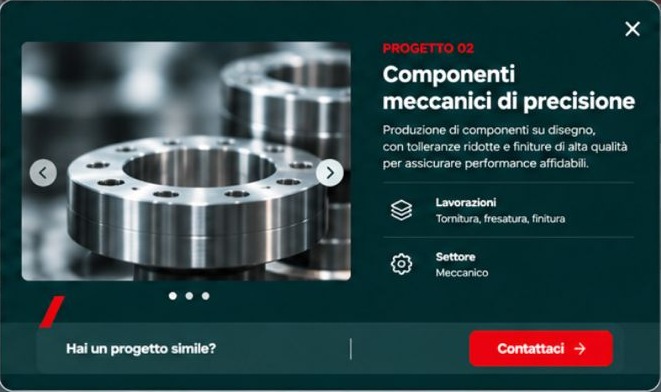 PROGETTO 02
Componenti
meccanici di precisione
Produzione di componenti su disegno,
con tolleranze ridotte e finiture di alta qualità
per assicurare performance affidabili.
Lavorazioni
Tornitura, fresatura, finitura
Settore
Meccanico
Hai un progetto simile?
Contattaci →